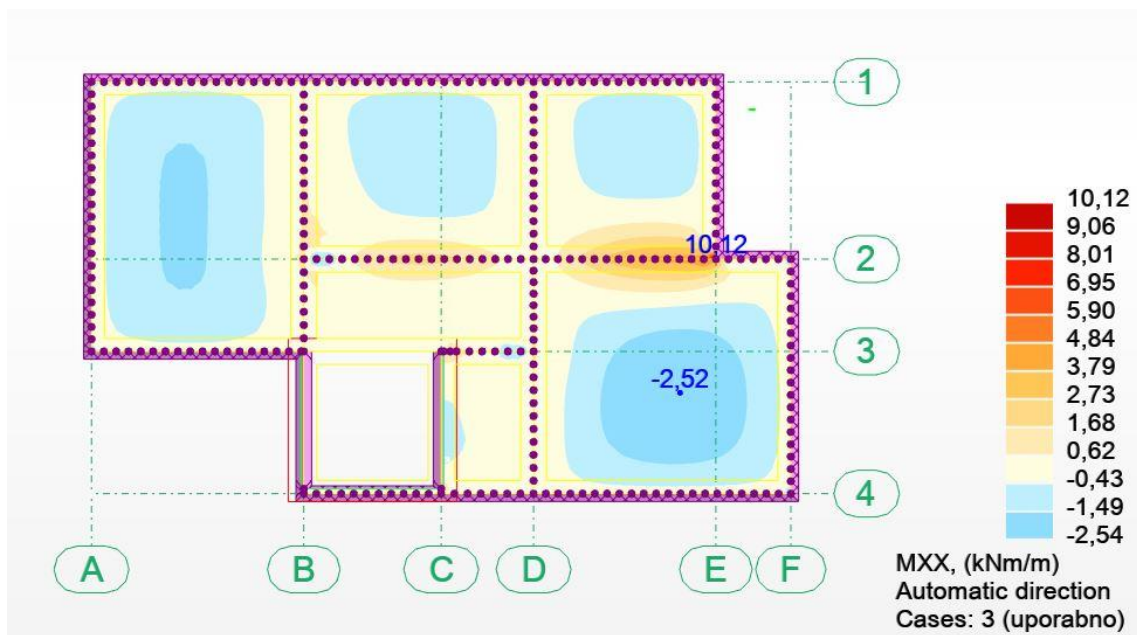 1
2
3
4
A
B
C
D
E
F
10,12
-2,52
10,12
9,06
8,01
6,95
5,90
4,84
3,79
2,73
1,68
0,62
-0,43
-1,49
-2,54
MXX, (kNm/m)
Automatic direction
Cases: 3 (uporabno)